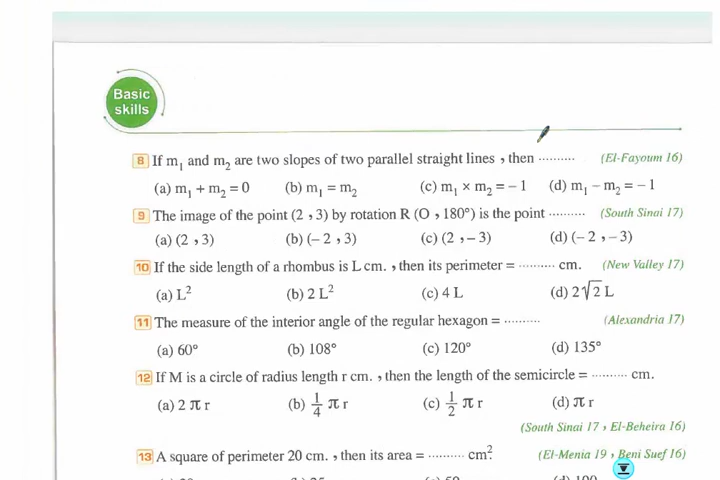 Basic
skills
8 If m₁ and m₂ are two slopes of two parallel straight lines , then ·········· (El-Fayoum 16)
(a) m₁ + m₂ = 0 (b) m₁ = m₂ (c) m₁ × m₂ = – 1 (d) m₁ – m₂ = – 1
9 The image of the point (2 , 3) by rotation R (O , 180°) is the point ·········· (South Sinai 17)
(a) (2 , 3) (b) (– 2 , 3) (c) (2 , – 3) (d) (– 2 , – 3)
10 If the side length of a rhombus is L cm. , then its perimeter = ·········· cm. (New Valley 17)
(a) L² (b) 2 L² (c) 4 L (d) 2√2 L
11 The measure of the interior angle of the regular hexagon = ·········· (Alexandria 17)
(a) 60° (b) 108° (c) 120° (d) 135°
12 If M is a circle of radius length r cm. , then the length of the semicircle = ·········· cm.
(a) 2 π r (b) 1/4 π r (c) 1/2 π r (d) π r
(South Sinai 17 , El-Beheira 16)
13 A square of perimeter 20 cm. , then its area = ·········· cm². (El-Menia 19 , Beni Suef 16)